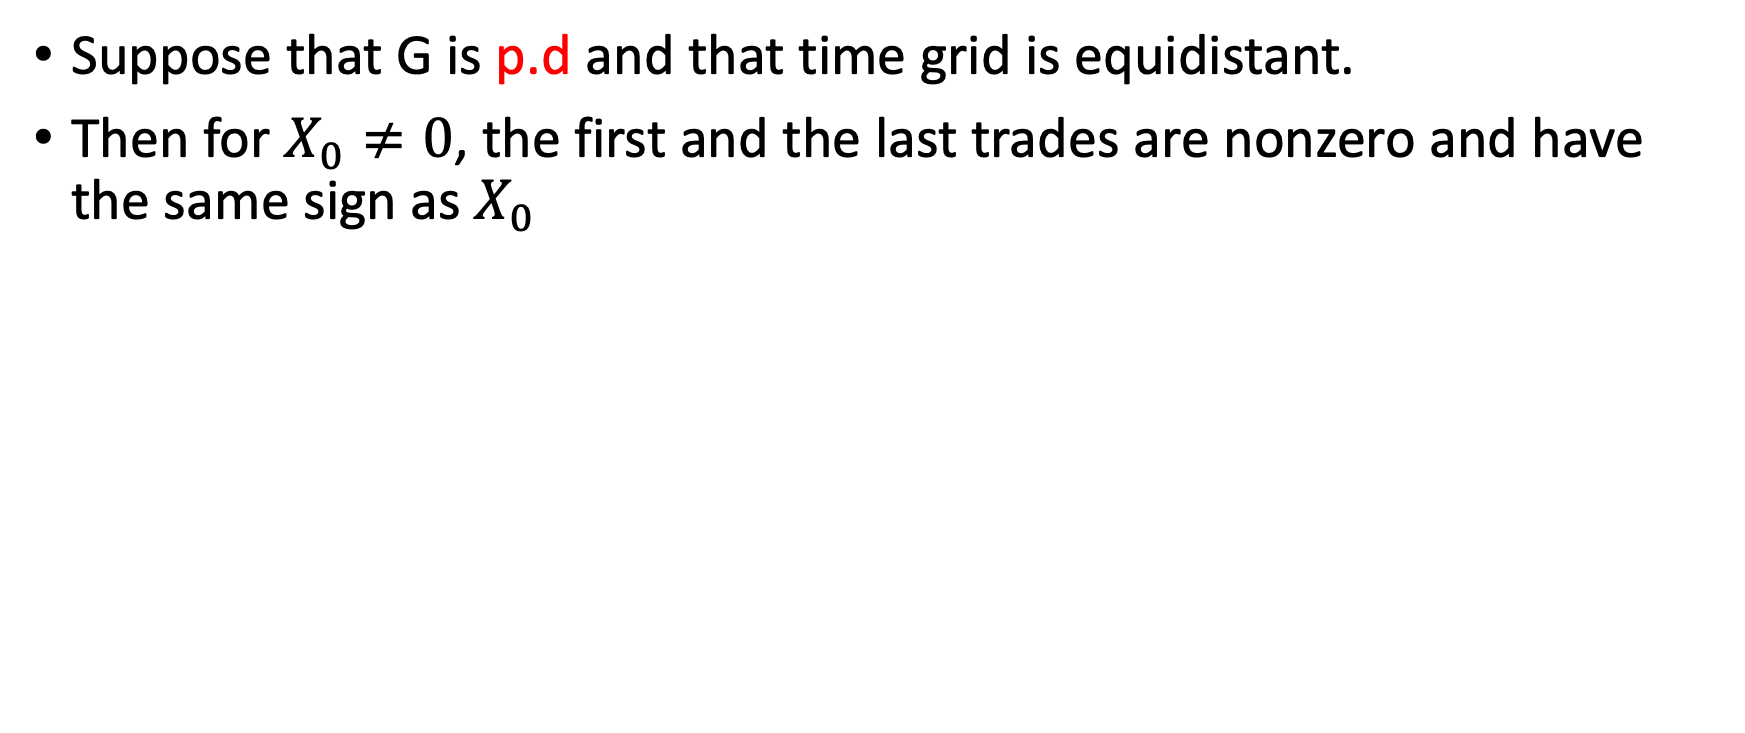 • Suppose that G is p.d and that time grid is equidistant.
• Then for X₀ ≠ 0, the first and the last trades are nonzero and have
the same sign as X₀